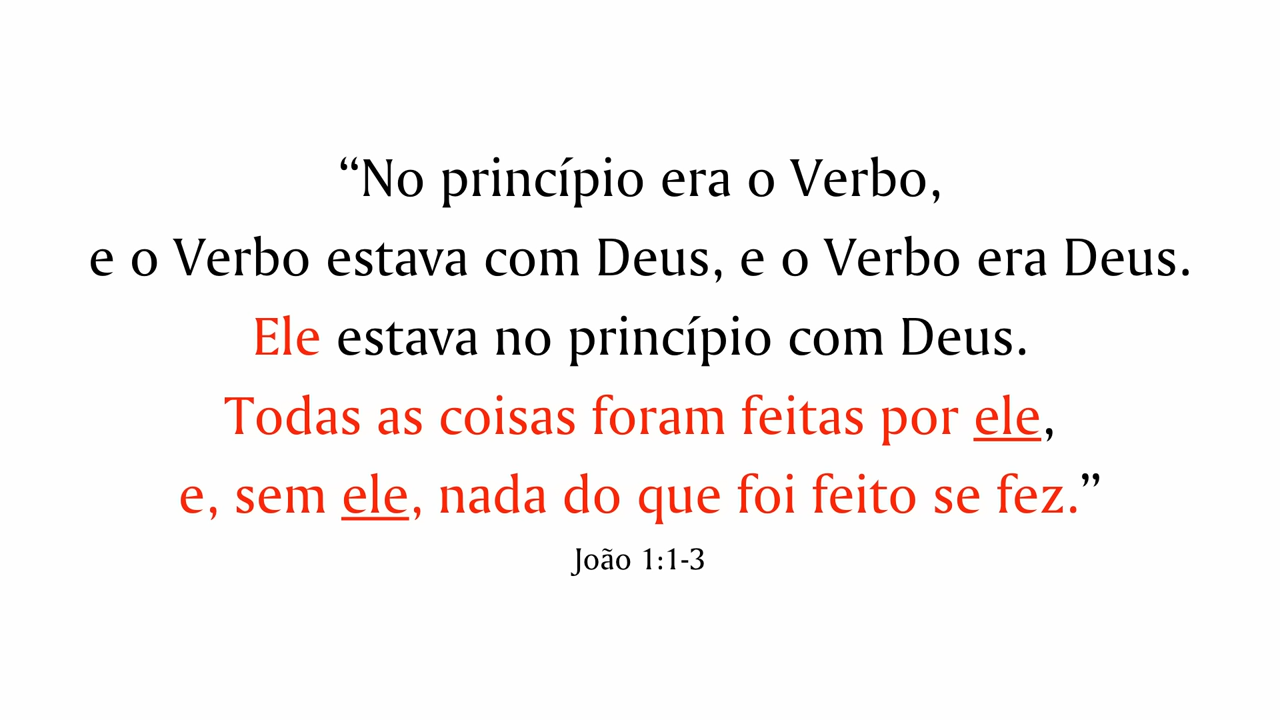 “No princípio era o Verbo,
e o Verbo estava com Deus, e o Verbo era Deus.
Ele estava no princípio com Deus.
Todas as coisas foram feitas por ele,
e, sem ele, nada do que foi feito se fez.”
João 1:1-3